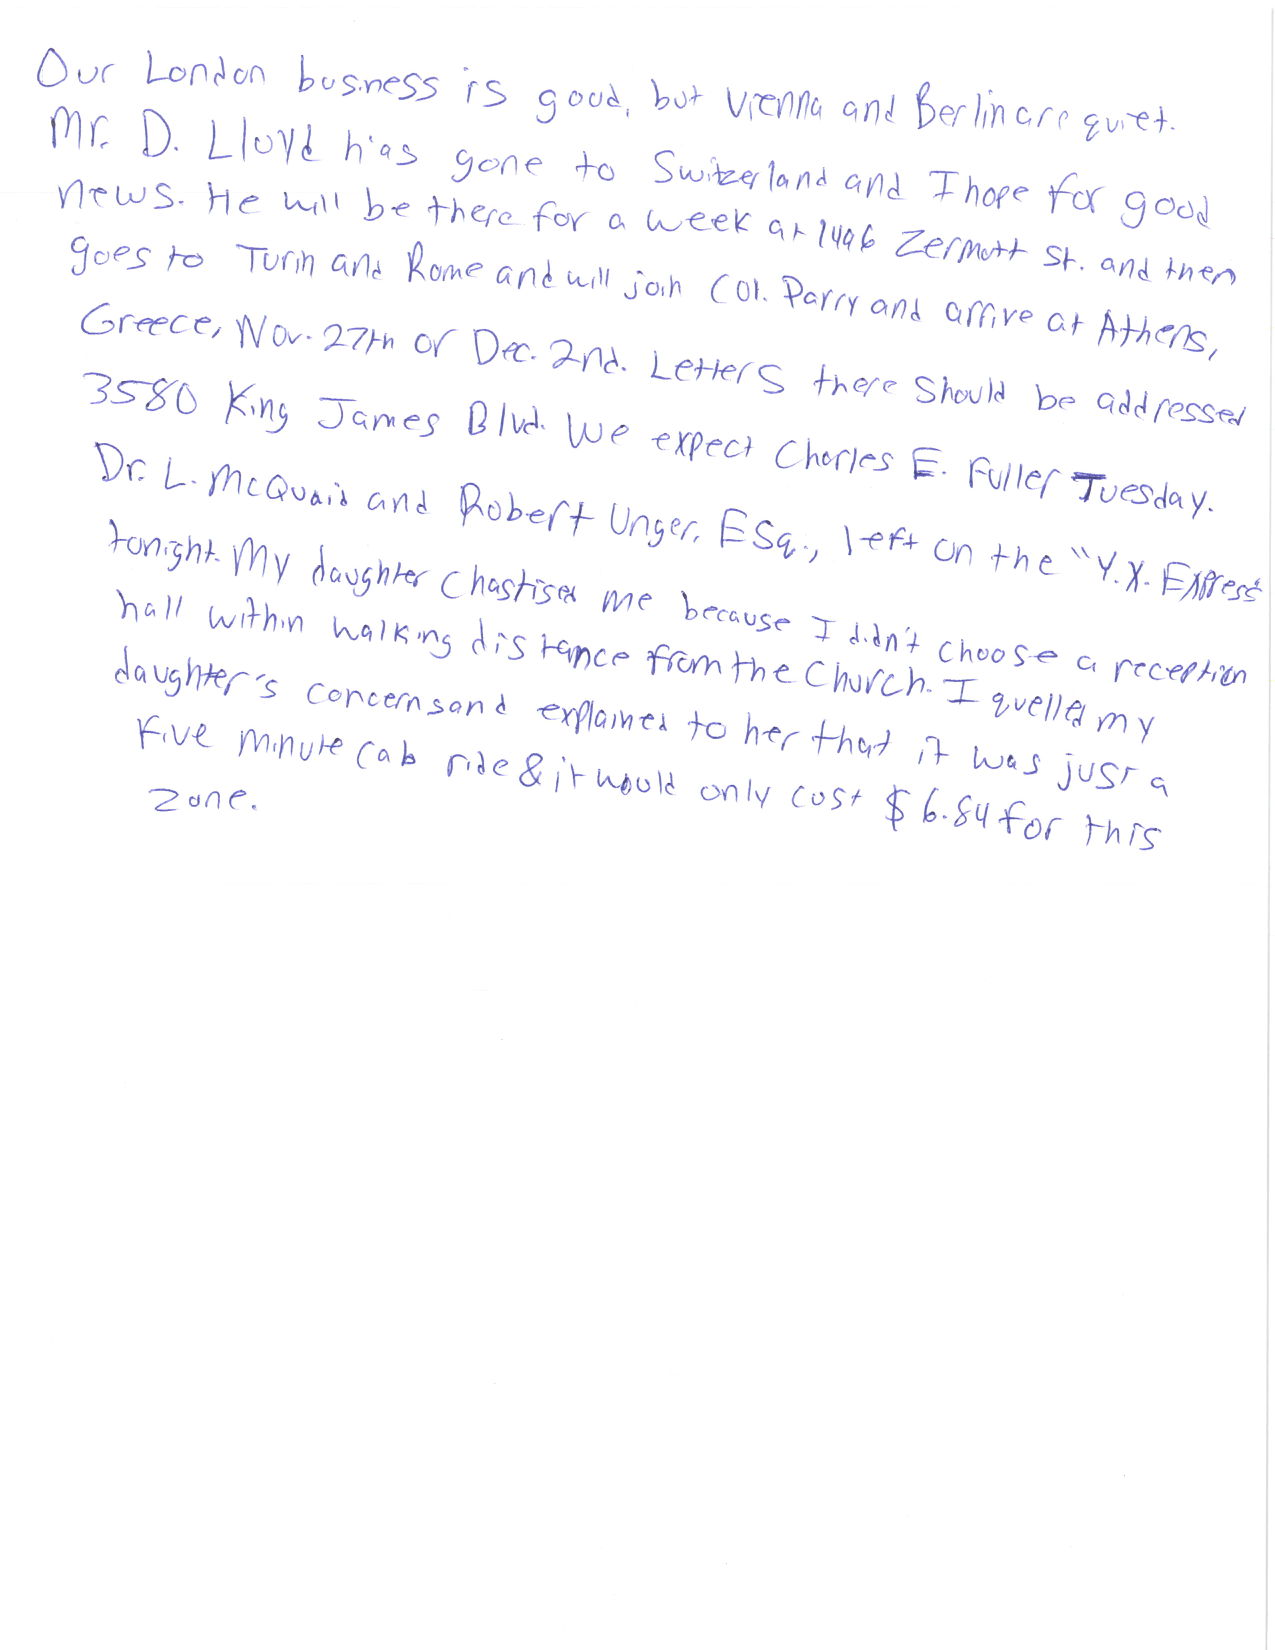 Our London business is good, but Vienna and Berlin are quiet.
Mr. D. Lloyd has gone to Switzerland and I hope for good
news. He will be there for a week at 1496 Zermott St. and then
goes to Turin and Rome and will join Col. Parry and arrive at Athens,
Greece, Nov. 27th or Dec. 2nd. Letters there should be addressed
3580 King James Blvd. We expect Charles E. Fuller Tuesday.
Dr. L. McQuaid and Robert Unger, Esq., left on the "Y.X. Express"
tonight. My daughter chastised me because I didn't choose a reception
hall within walking distance from the church. I quelled my
daughter's concerns and explained to her that it was just a
five minute cab ride & it would only cost $6.84 for this
zone.